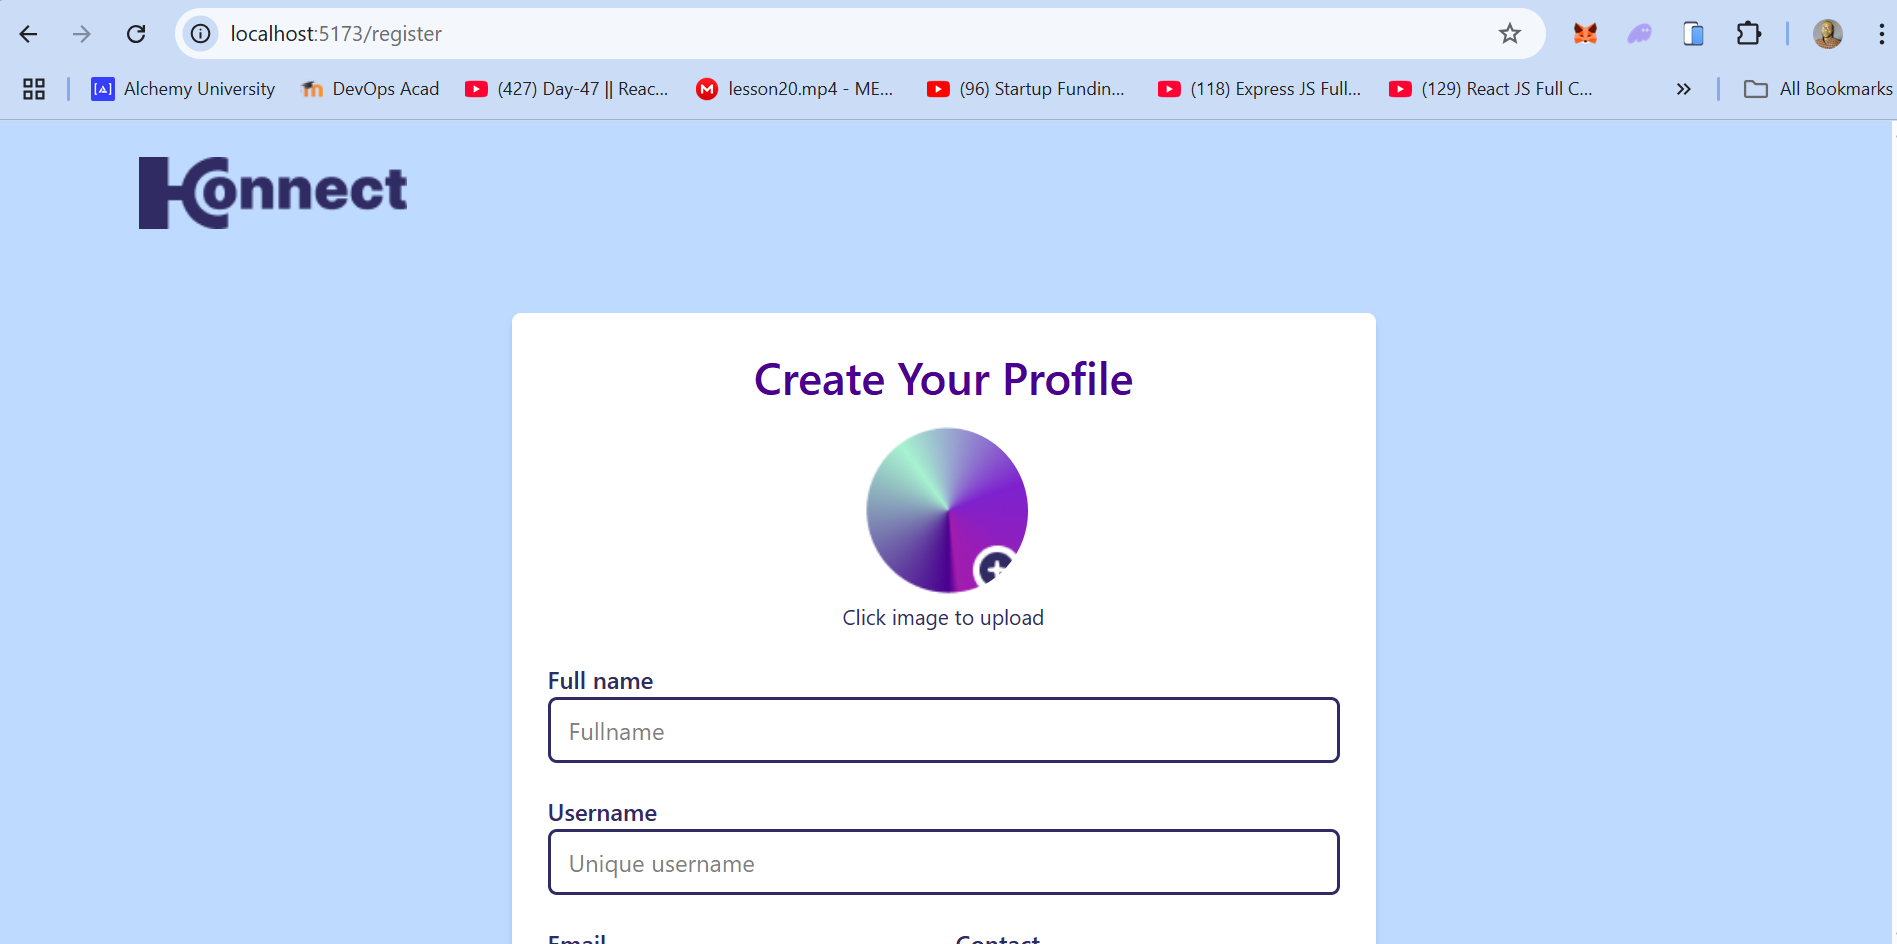 localhost:5173/register
Alchemy University
DevOps Acad
(427) Day-47 || Reac...
lesson20.mp4 - ME...
(96) Startup Fundin...
(118) Express JS Full...
(129) React JS Full C...
All Bookmarks
Konnect
Create Your Profile
Click image to upload
Full name
Fullname
Username
Unique username
Email
Contact